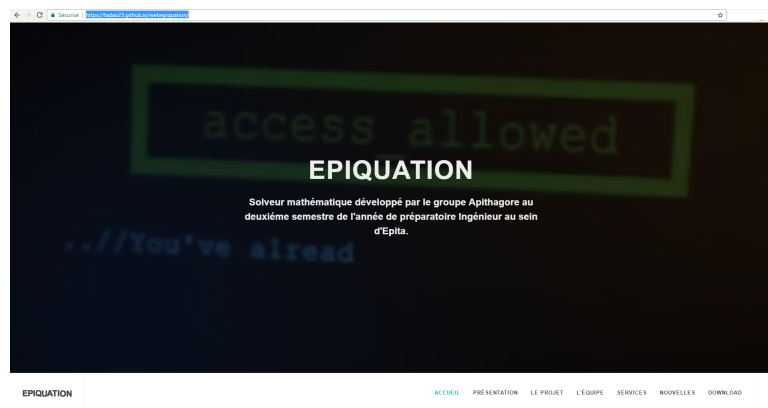 Sécurisé | https://fadao23.github.io/webepiquation/
access allowed
EPIQUATION
Solveur mathématique développé par le groupe Apithagore au
deuxiéme semestre de l'année de préparatoire Ingénieur au sein
d'Epita.
..//You've alread
EPIQUATION
ACCUEIL PRÉSENTATION LE PROJET L'ÉQUIPE SERVICES NOUVELLES DOWNLOAD